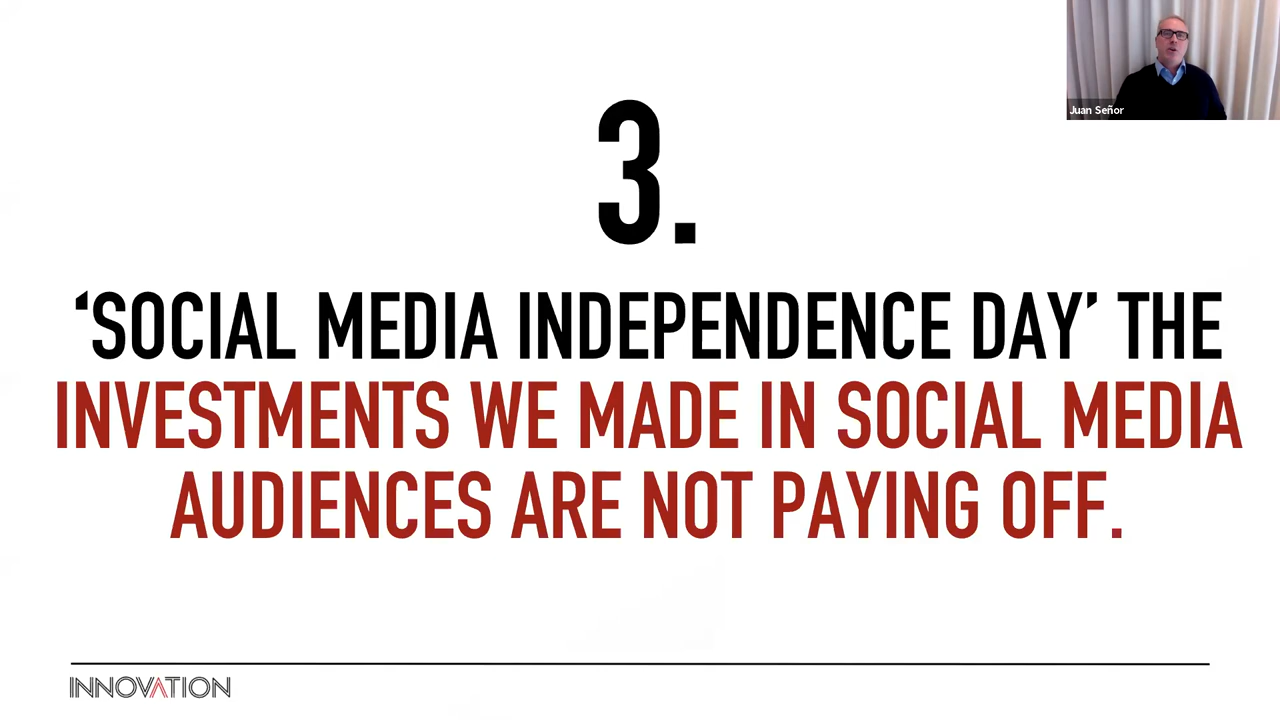 Juan Señor
3.
‘SOCIAL MEDIA INDEPENDENCE DAY’ THE
INVESTMENTS WE MADE IN SOCIAL MEDIA
AUDIENCES ARE NOT PAYING OFF.
INNOVATION